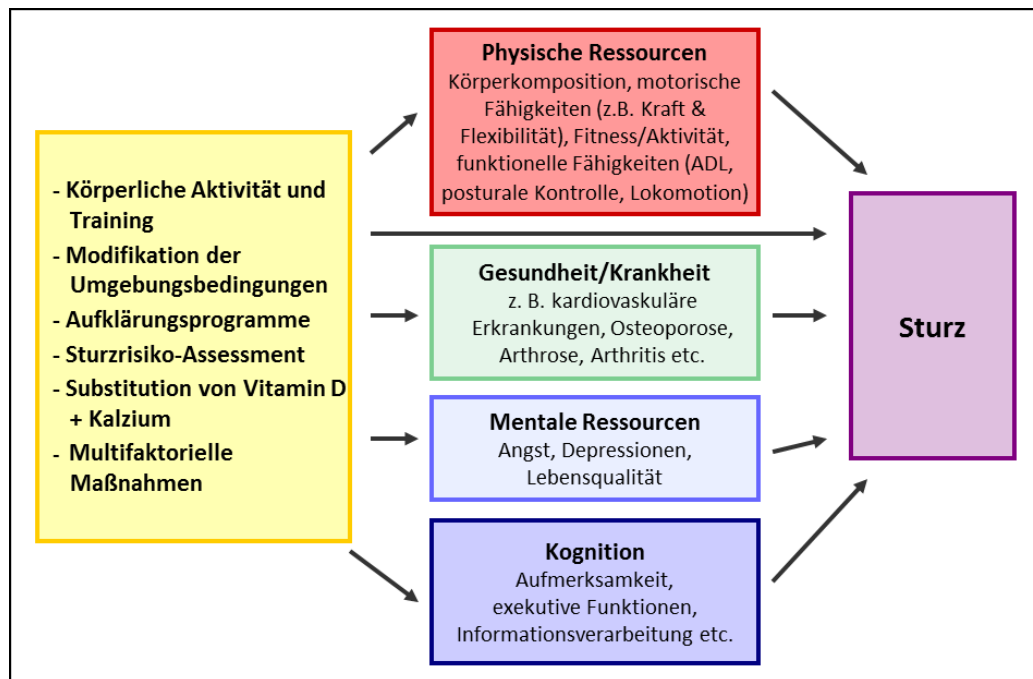 - Körperliche Aktivität und
Training
- Modifikation der
Umgebungsbedingungen
- Aufklärungsprogramme
- Sturzrisiko-Assessment
- Substitution von Vitamin D
+ Kalzium
- Multifaktorielle
Maßnahmen
Physische Ressourcen
Körperkomposition, motorische
Fähigkeiten (z.B. Kraft &
Flexibilität), Fitness/Aktivität,
funktionelle Fähigkeiten (ADL,
posturale Kontrolle, Lokomotion)
Gesundheit/Krankheit
z. B. kardiovaskuläre
Erkrankungen, Osteoporose,
Arthrose, Arthritis etc.
Mentale Ressourcen
Angst, Depressionen,
Lebensqualität
Kognition
Aufmerksamkeit,
exekutive Funktionen,
Informationsverarbeitung etc.
Sturz